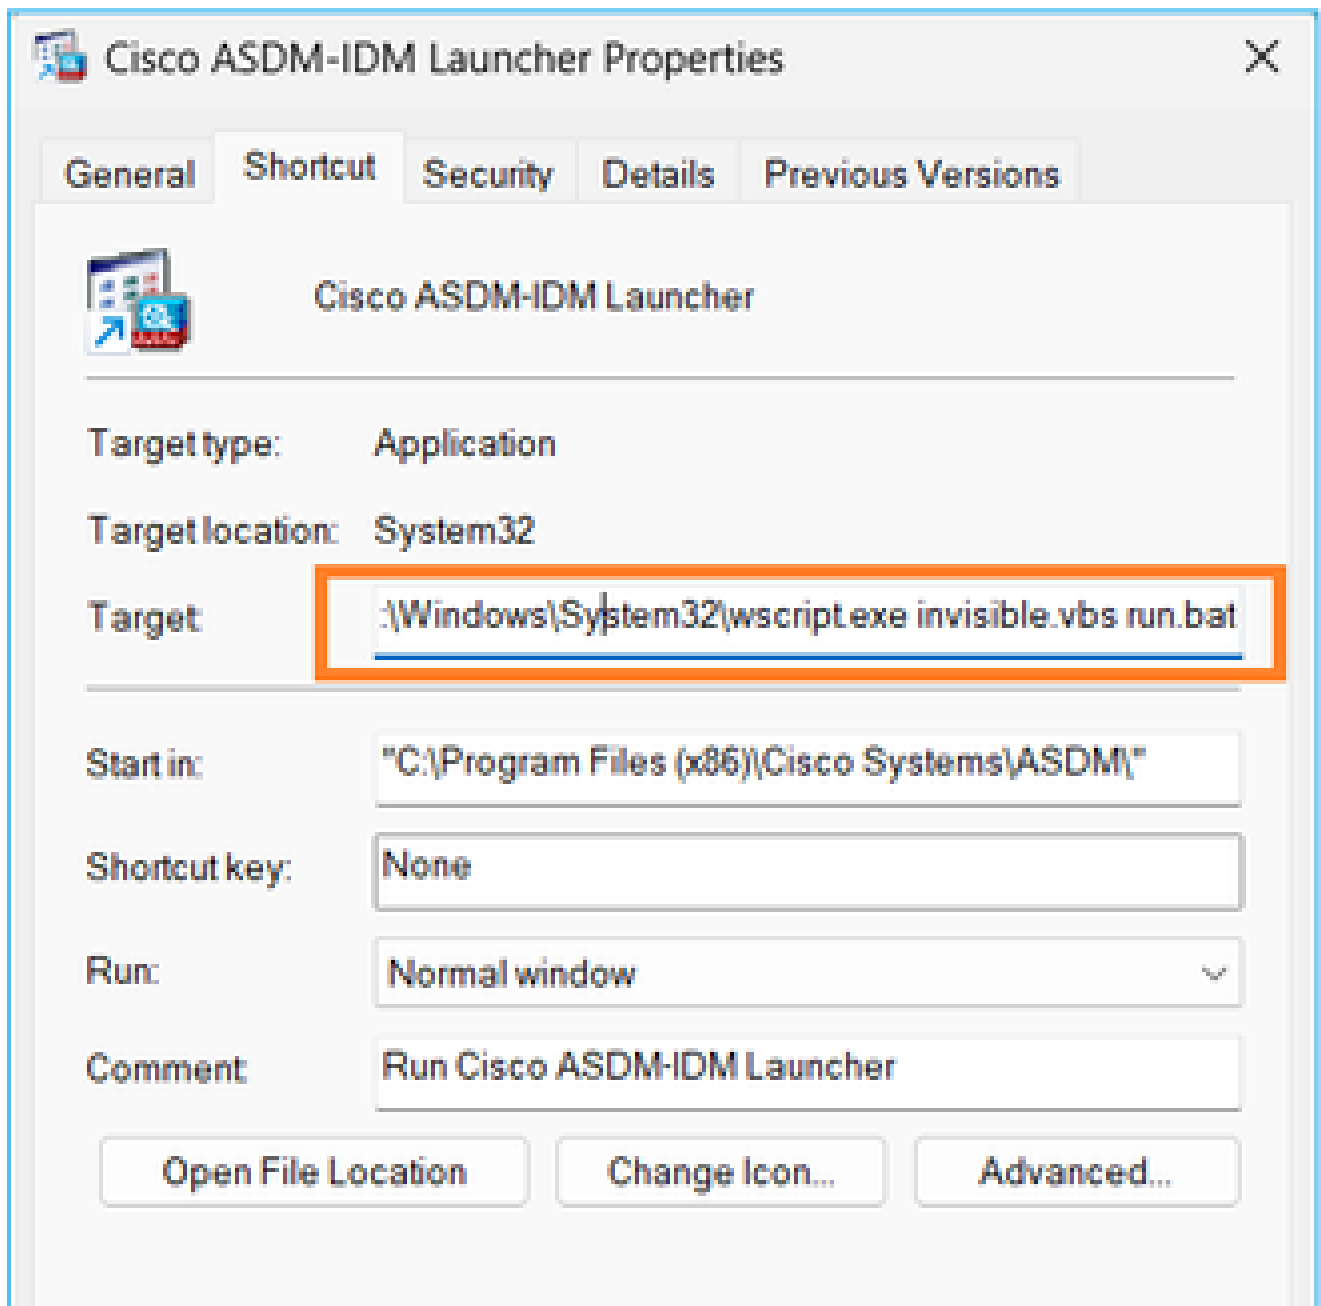 Cisco ASDM-IDM Launcher Properties
General Shortcut Security Details Previous Versions
Cisco ASDM-IDM Launcher
Target type: Application
Target location: System32
Target: :\Windows\System32\wscript.exe invisible.vbs run.bat
Start in: "C:\Program Files (x86)\Cisco Systems\ASDM\"
Shortcut key: None
Run: Normal window
Comment: Run Cisco ASDM-IDM Launcher
Open File Location Change Icon... Advanced...